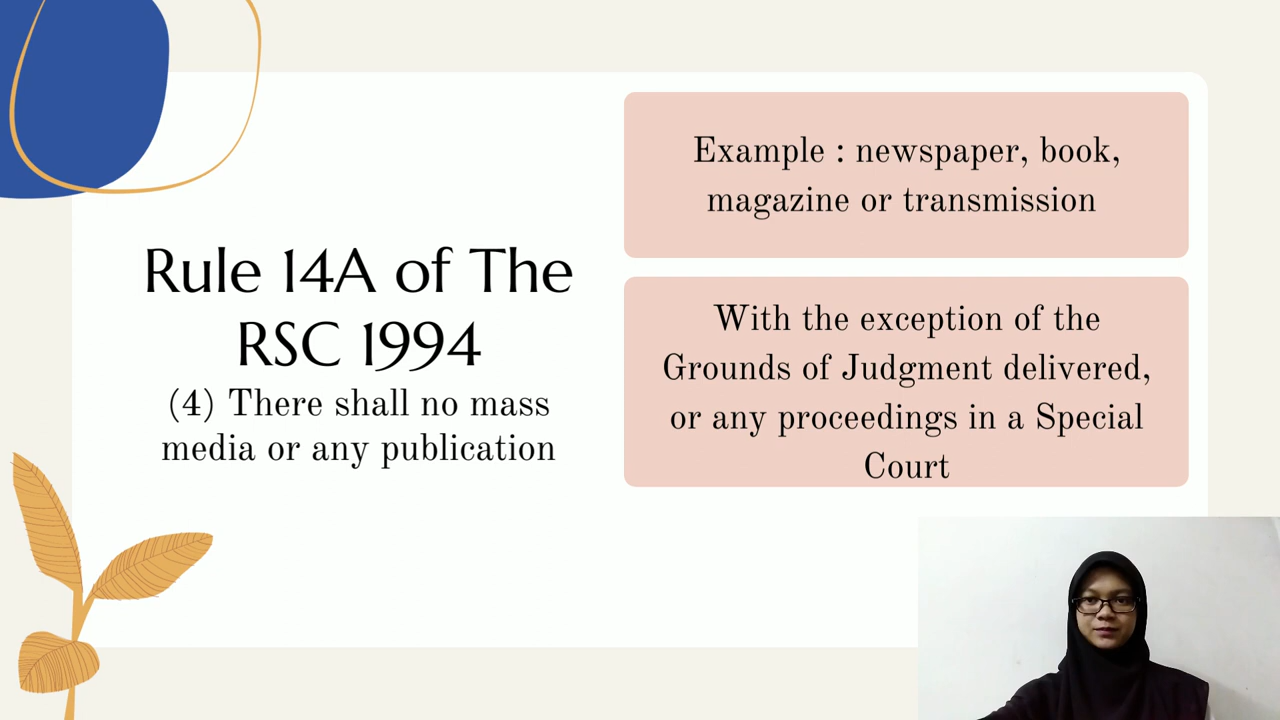 Rule 14A of The
RSC 1994
(4) There shall no mass
media or any publication
Example : newspaper, book,
magazine or transmission
With the exception of the
Grounds of Judgment delivered,
or any proceedings in a Special
Court